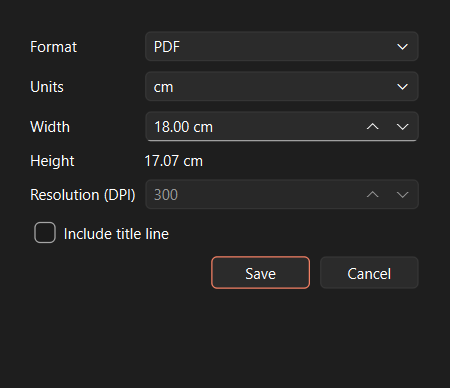 Format PDF
Units cm
Width 18.00 cm
Height 17.07 cm
Resolution (DPI) 300
Include title line
Save Cancel